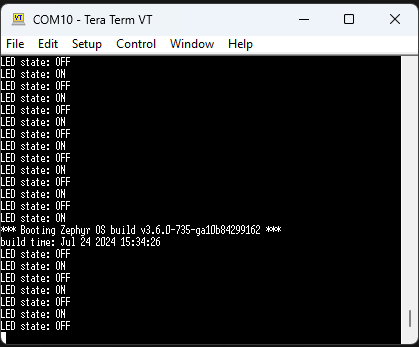 COM10 - Tera Term VT
File Edit Setup Control Window Help
LED state: OFF
LED state: ON
LED state: OFF
LED state: ON
LED state: OFF
LED state: ON
LED state: OFF
LED state: ON
LED state: OFF
LED state: ON
LED state: OFF
LED state: ON
LED state: OFF
LED state: ON
*** Booting Zephyr OS build v3.6.0-735-ga10b84299162 ***
build time: Jul 24 2024 15:34:26
LED state: OFF
LED state: ON
LED state: OFF
LED state: ON
LED state: OFF
LED state: ON
LED state: OFF